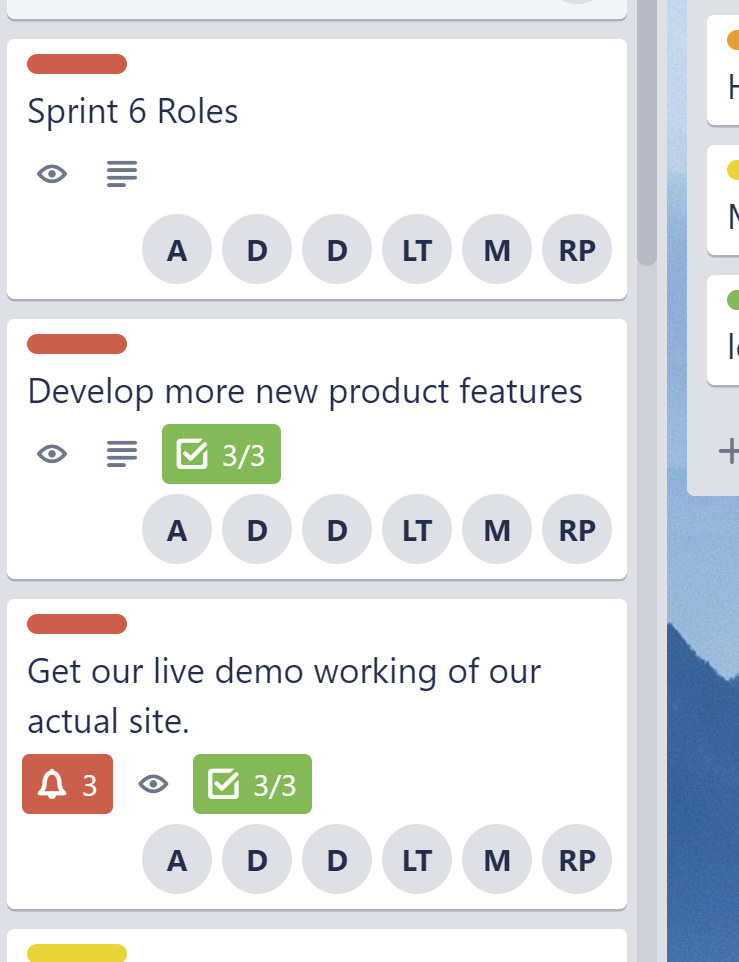 Sprint 6 Roles
A D D LT M RP
Develop more new product features
3/3
A D D LT M RP
Get our live demo working of our
actual site.
3 3/3
A D D LT M RP